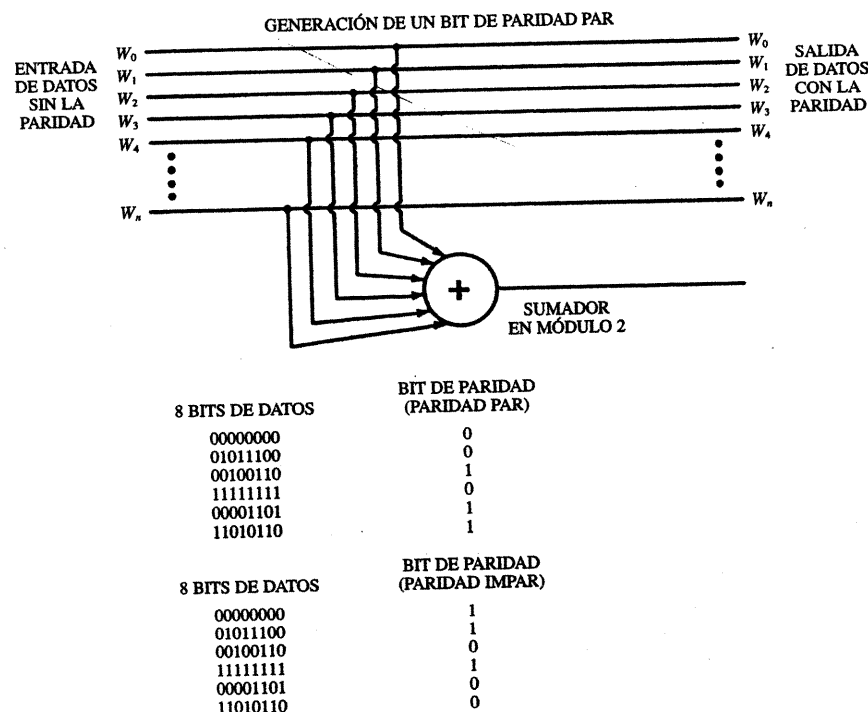 GENERACIÓN DE UN BIT DE PARIDAD PAR
ENTRADA
DE DATOS
SIN LA
PARIDAD
W₀
W₁
W₂
W₃
W₄
Wₙ
W₀
W₁
W₂
W₃
W₄
Wₙ
SALIDA
DE DATOS
CON LA
PARIDAD
+
SUMADOR
EN MÓDULO 2
8 BITS DE DATOS
BIT DE PARIDAD
(PARIDAD PAR)
00000000 0
01011100 0
00100110 1
11111111 0
00001101 1
11010110 1
8 BITS DE DATOS
BIT DE PARIDAD
(PARIDAD IMPAR)
00000000 1
01011100 1
00100110 0
11111111 1
00001101 0
11010110 0